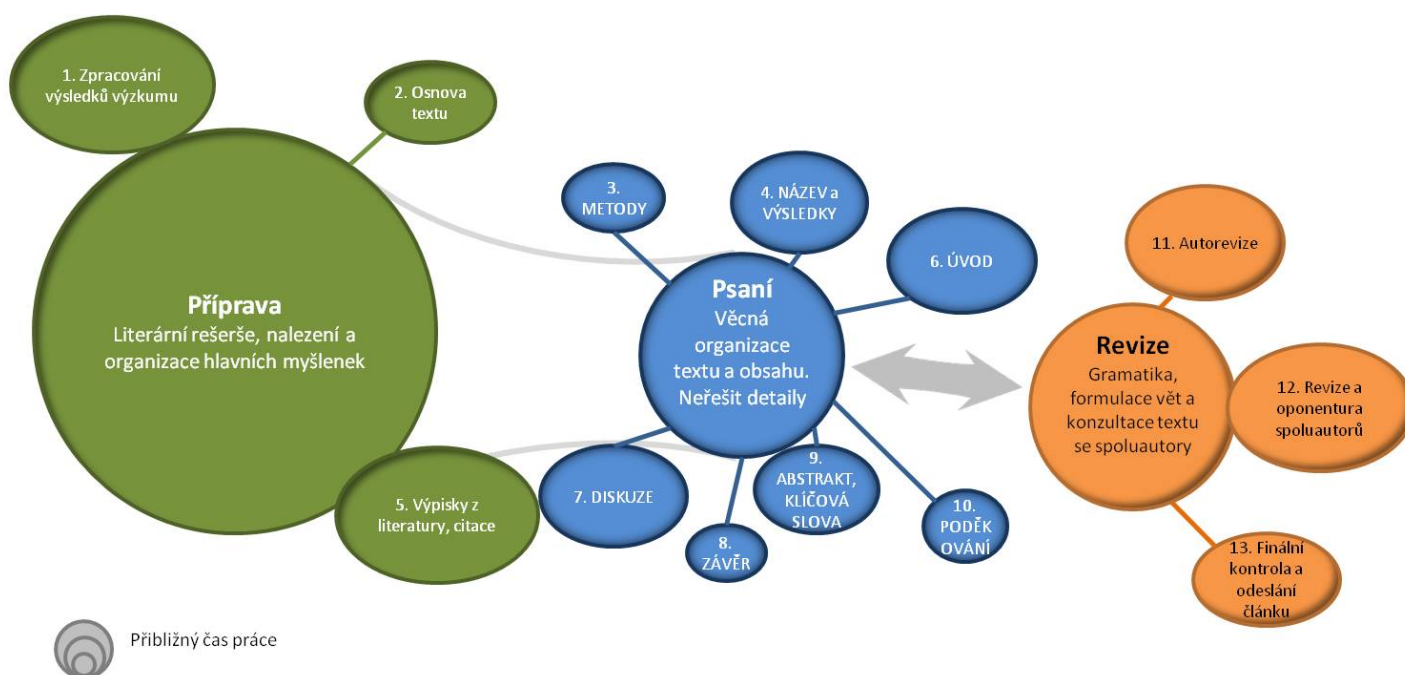 1. Zpracování
výsledků výzkumu
2. Osnova
textu
Příprava
Literární rešerše, nalezení a
organizace hlavních myšlenek
5. Výpisky z
literatury, citace
3.
METODY
4. NÁZEV a
VÝSLEDKY
6. ÚVOD
Psaní
Věcná
organizace
textu a obsahu.
Neřešit detaily
7. DISKUZE
8.
ZÁVĚR
9.
ABSTRAKT,
KLÍČOVÁ
SLOVA
10.
PODĚK
OVÁNÍ
11. Autorevize
Revize
Gramatika,
formulace vět a
konzultace textu
se spoluautory
12. Revize a
oponentura
spoluautorů
13. Finální
kontrola a
odeslání
článku
Přibližný čas práce